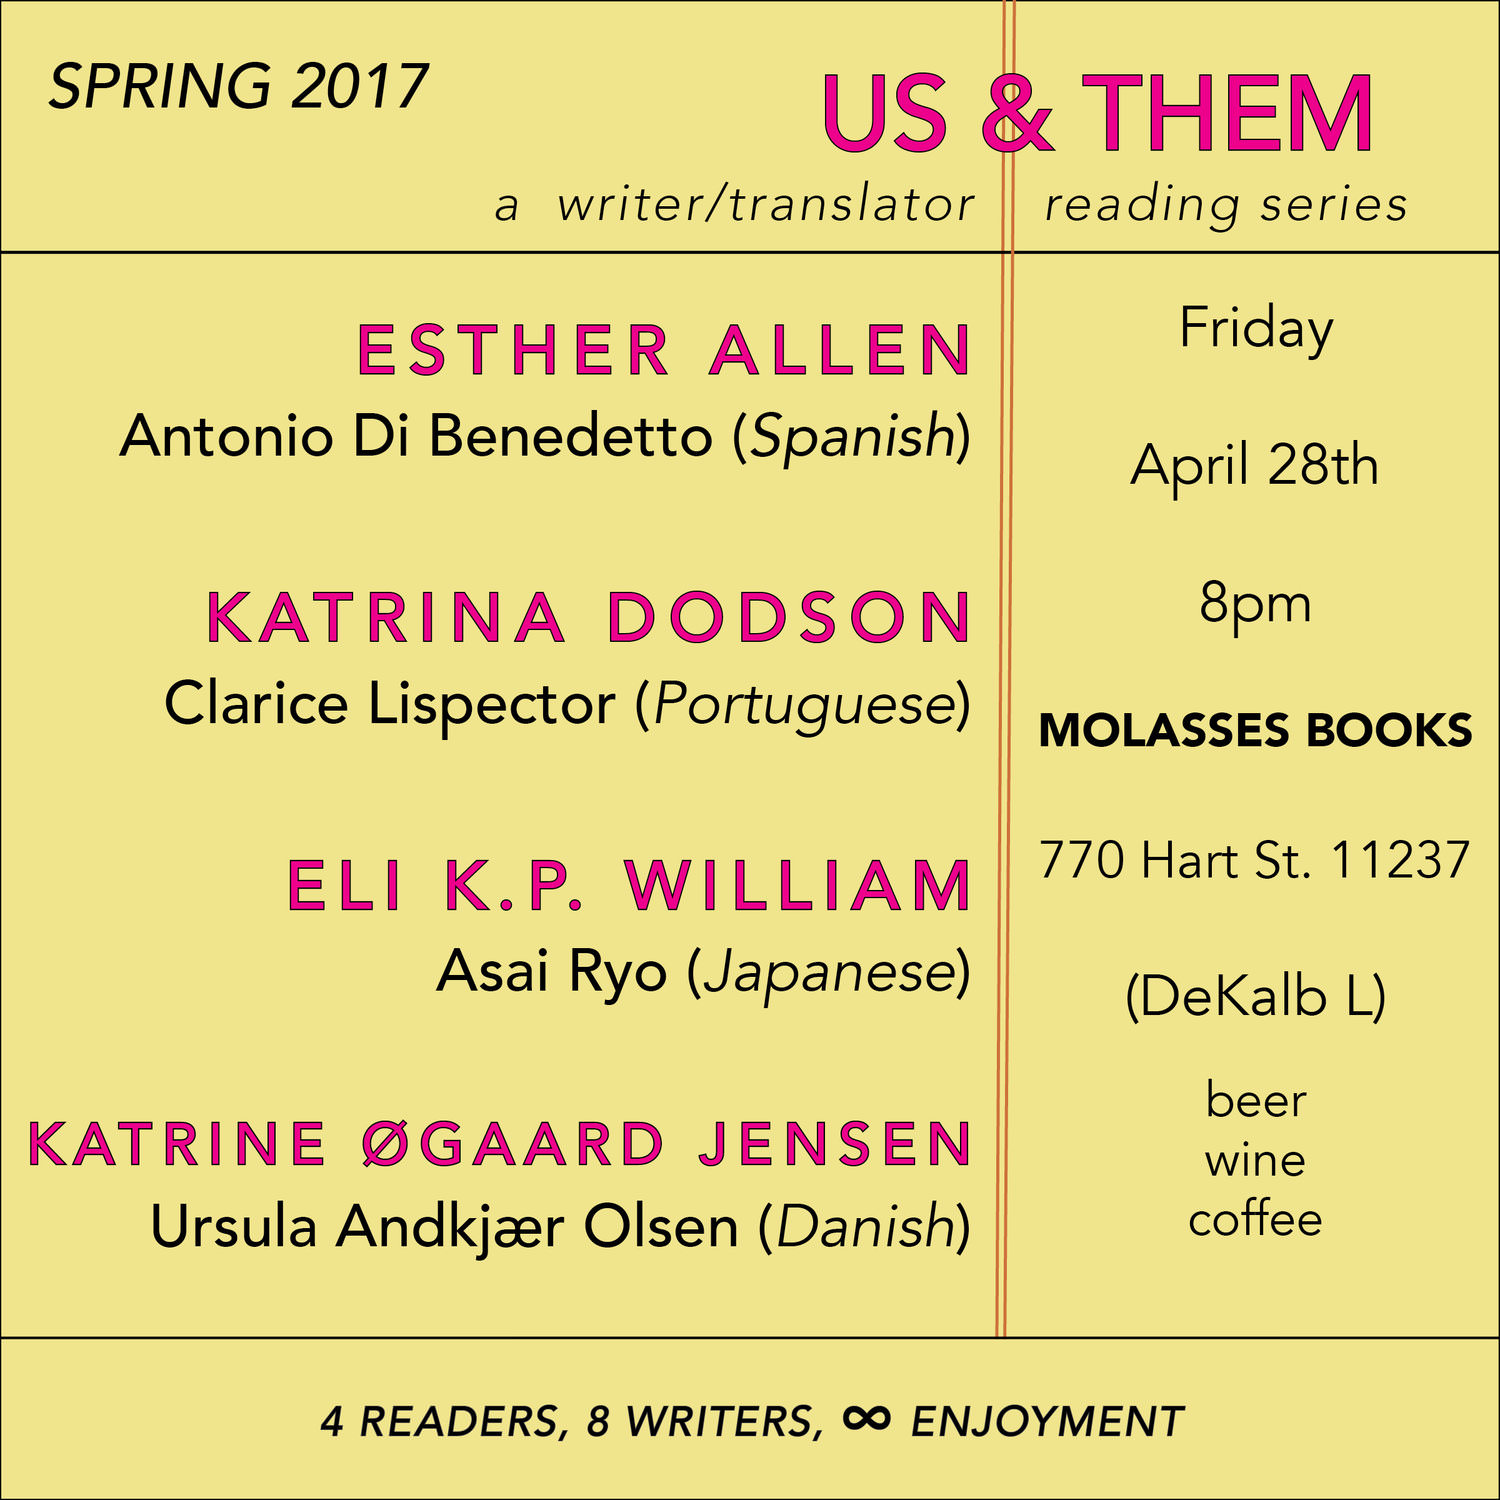 SPRING 2017
US & THEM
a writer/translator reading series
ESTHER ALLEN
Antonio Di Benedetto (Spanish)
KATRINA DODSON
Clarice Lispector (Portuguese)
ELI K.P. WILLIAM
Asai Ryo (Japanese)
KATRINE ØGAARD JENSEN
Ursula Andkjær Olsen (Danish)
Friday
April 28th
8pm
MOLASSES BOOKS
770 Hart St. 11237
(DeKalb L)
beer
wine
coffee
4 READERS, 8 WRITERS, ∞ ENJOYMENT